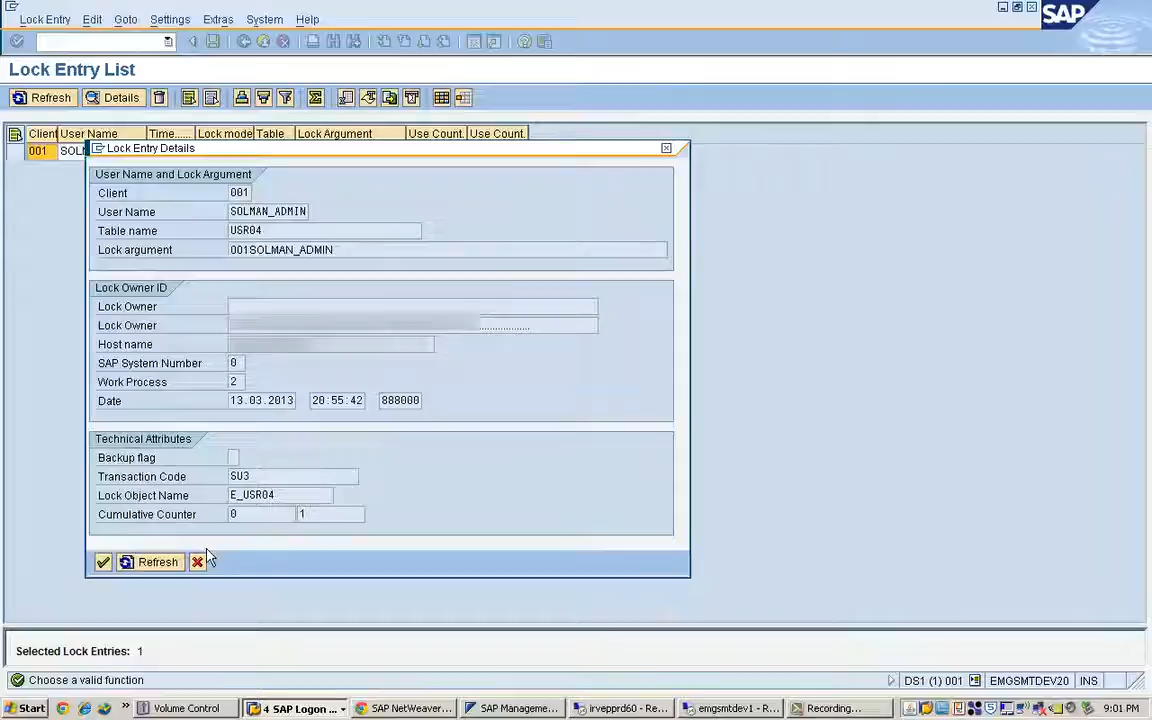 Lock Entry Edit Goto Settings Extras System Help
SAP
Lock Entry List
Refresh Details
Client User Name Time...... Lock mode Table Lock Argument Use Count. Use Count.
001 SOL
Lock Entry Details
User Name and Lock Argument
Client 001
User Name SOLMAN_ADMIN
Table name USR04
Lock argument 001SOLMAN_ADMIN
Lock Owner ID
Lock Owner
Lock Owner ..................
Host name
SAP System Number 0
Work Process 2
Date 13.03.2013 20:55:42 888000
Technical Attributes
Backup flag
Transaction Code SU3
Lock Object Name E_USR04
Cumulative Counter 0 1
Refresh
Selected Lock Entries: 1
Choose a valid function DS1 (1) 001 EMGSMTDEV20 INS
Start » Volume Control 4 SAP Logon ... SAP NetWeaver... SAP Manageme... irvepprd60 - Re... emgsmtdev1 - R... Recording... 9:01 PM